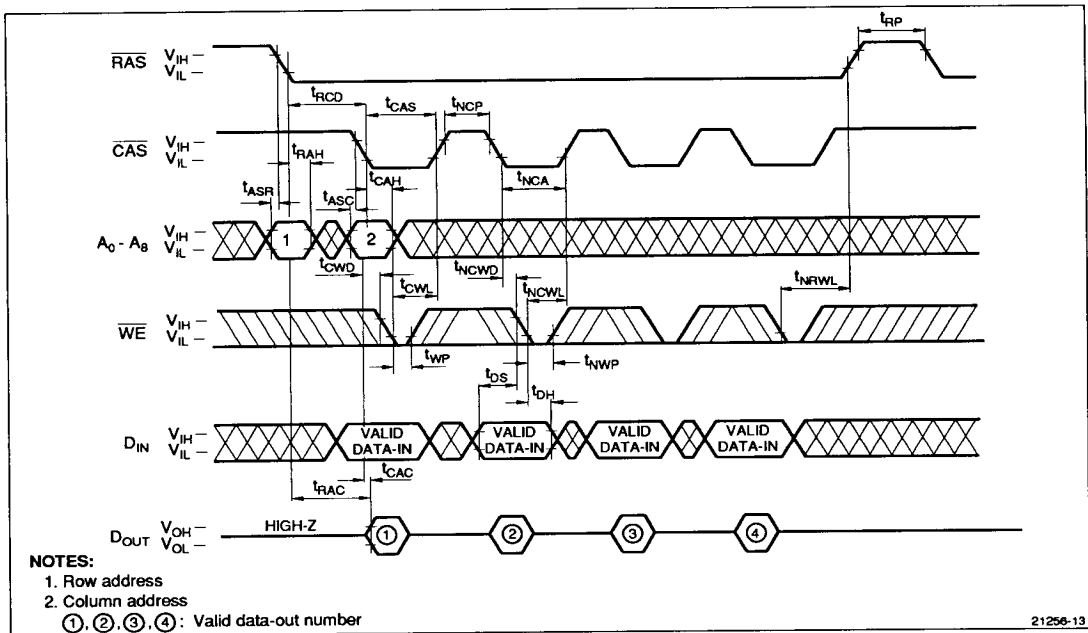 tRP
RAS VIH
VIL
tRCD tCAS tNCP
CAS VIH
VIL
tRAH tCAH tNCA
tASR tASC
A0 - A8 VIH
VIL
1 2
tCWD tCWL tNCWD tNCWL tNRWL
WE VIH
VIL
tWP tNWP
tDS tDH
DIN VIH
VIL
VALID DATA-IN VALID DATA-IN VALID DATA-IN VALID DATA-IN
tCAC
tRAC
DOUT VOH
VOL
HIGH-Z ① ② ③ ④
NOTES:
1. Row address
2. Column address
①, ②, ③, ④ : Valid data-out number
21256-13